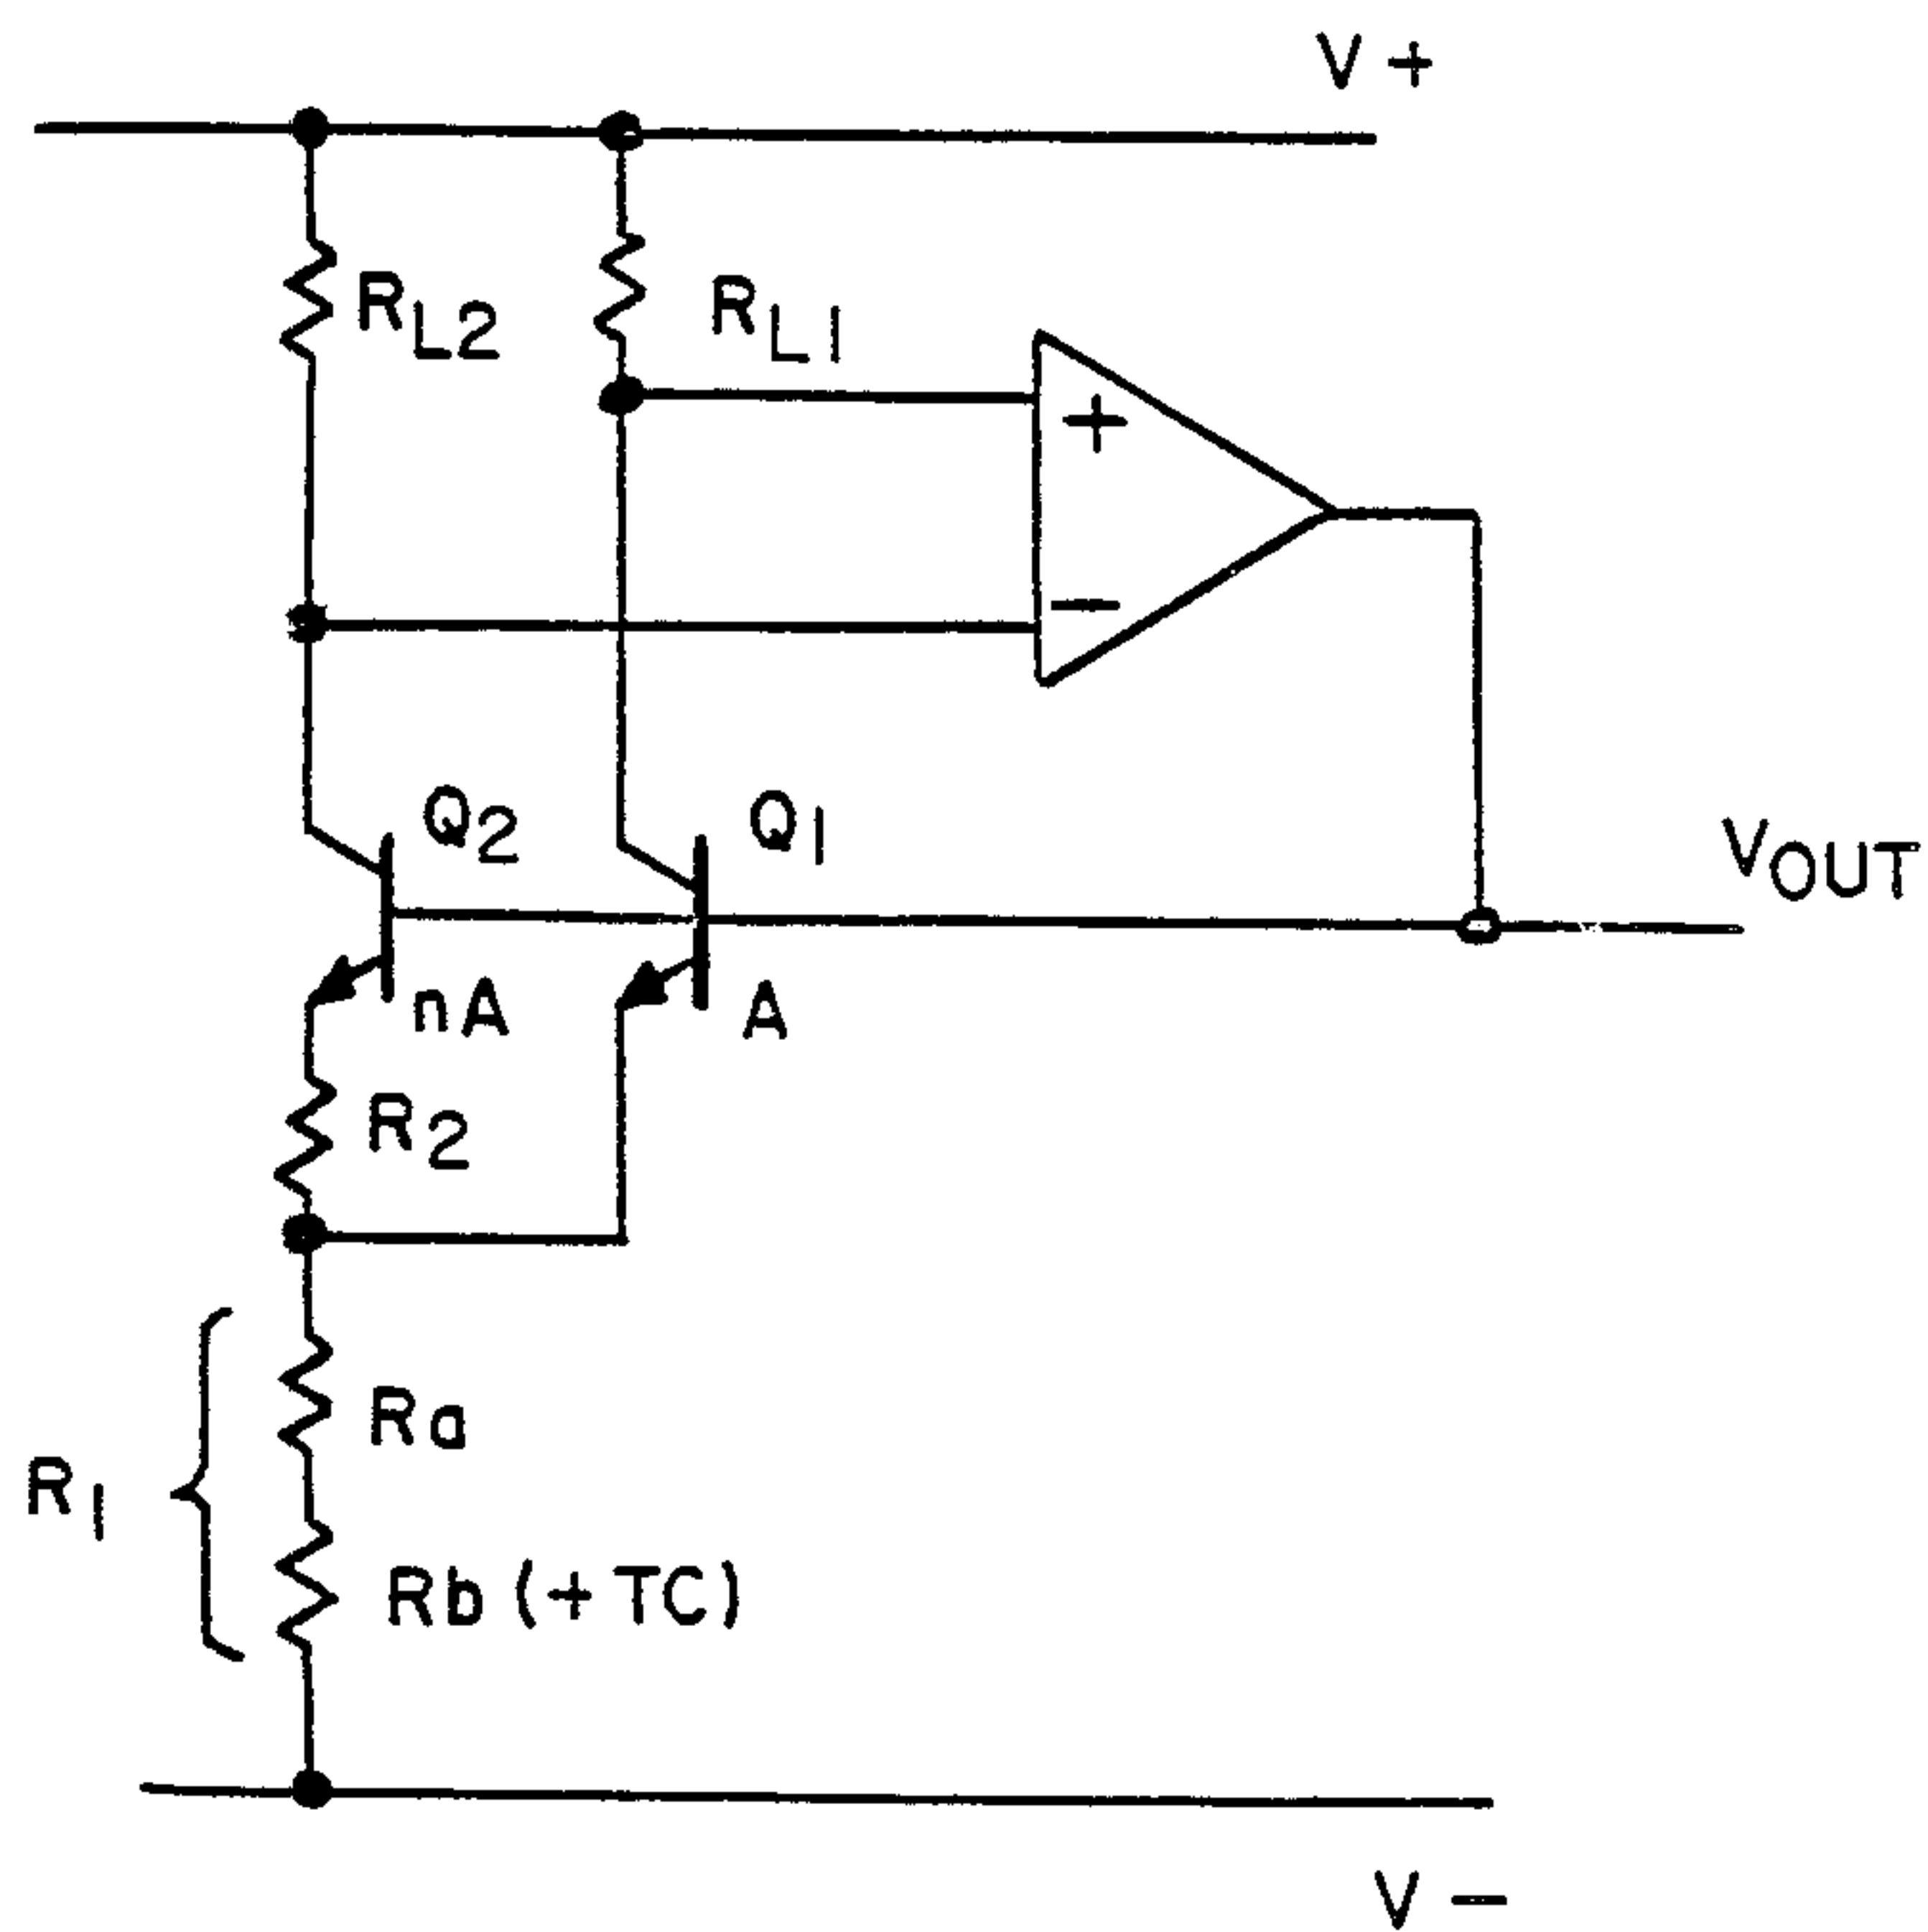 V+
RL2
RL1
+
−
Q2
Q1
VOUT
nA
A
R2
Ra
R1
Rb (+TC)
V−